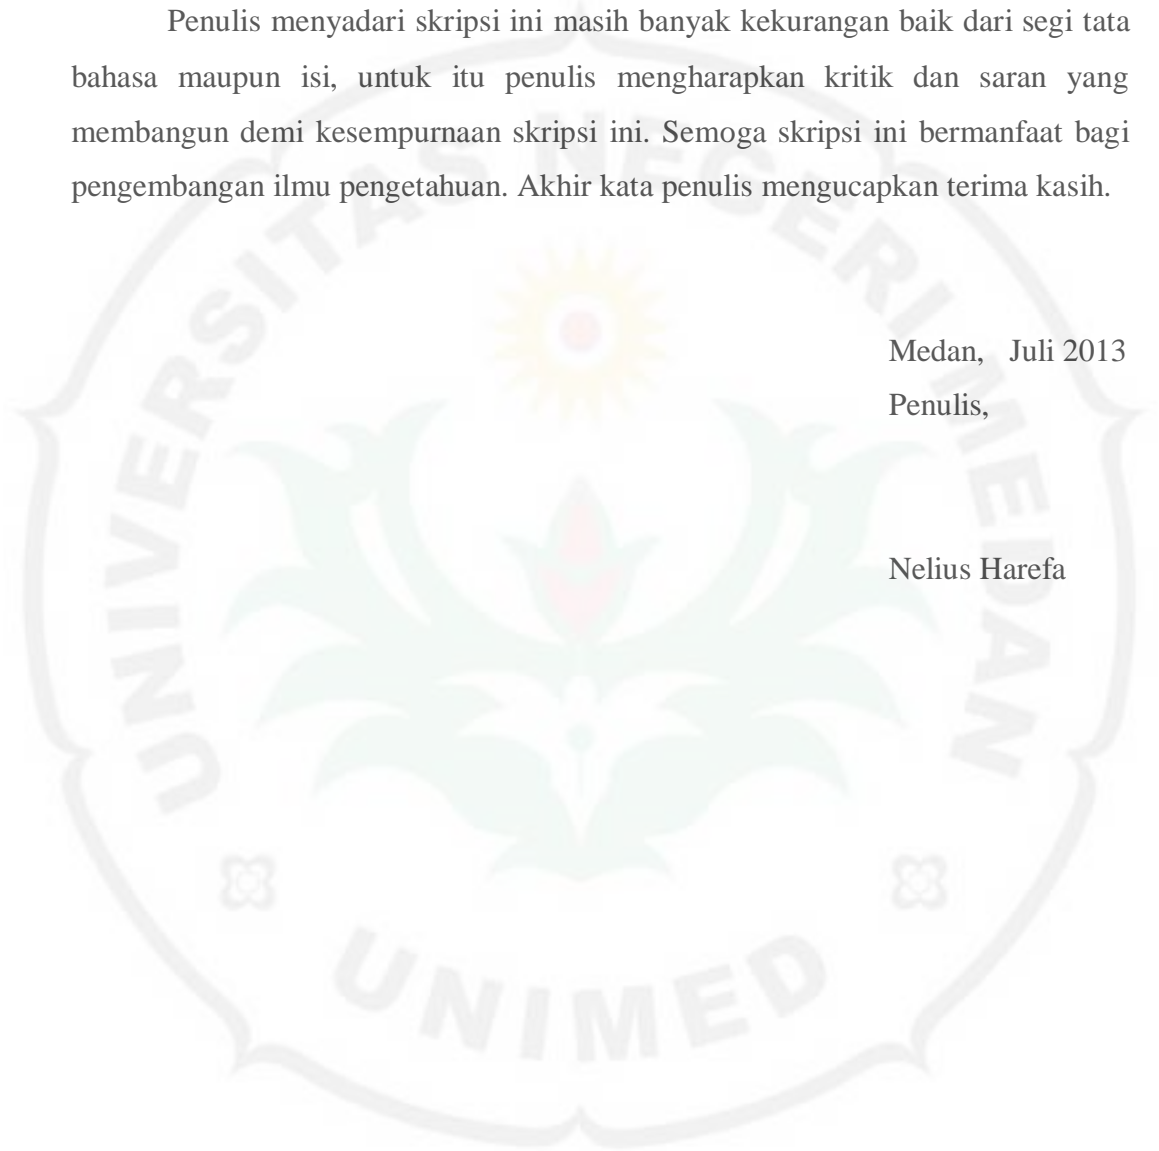 Penulis menyadari skripsi ini masih banyak kekurangan baik dari segi tata
bahasa maupun isi, untuk itu penulis mengharapkan kritik dan saran yang
membangun demi kesempurnaan skripsi ini. Semoga skripsi ini bermanfaat bagi
pengembangan ilmu pengetahuan. Akhir kata penulis mengucapkan terima kasih.
Medan, Juli 2013
Penulis,
Nelius Harefa
UNIVERSITAS NEGERI MEDAN
UNIMED